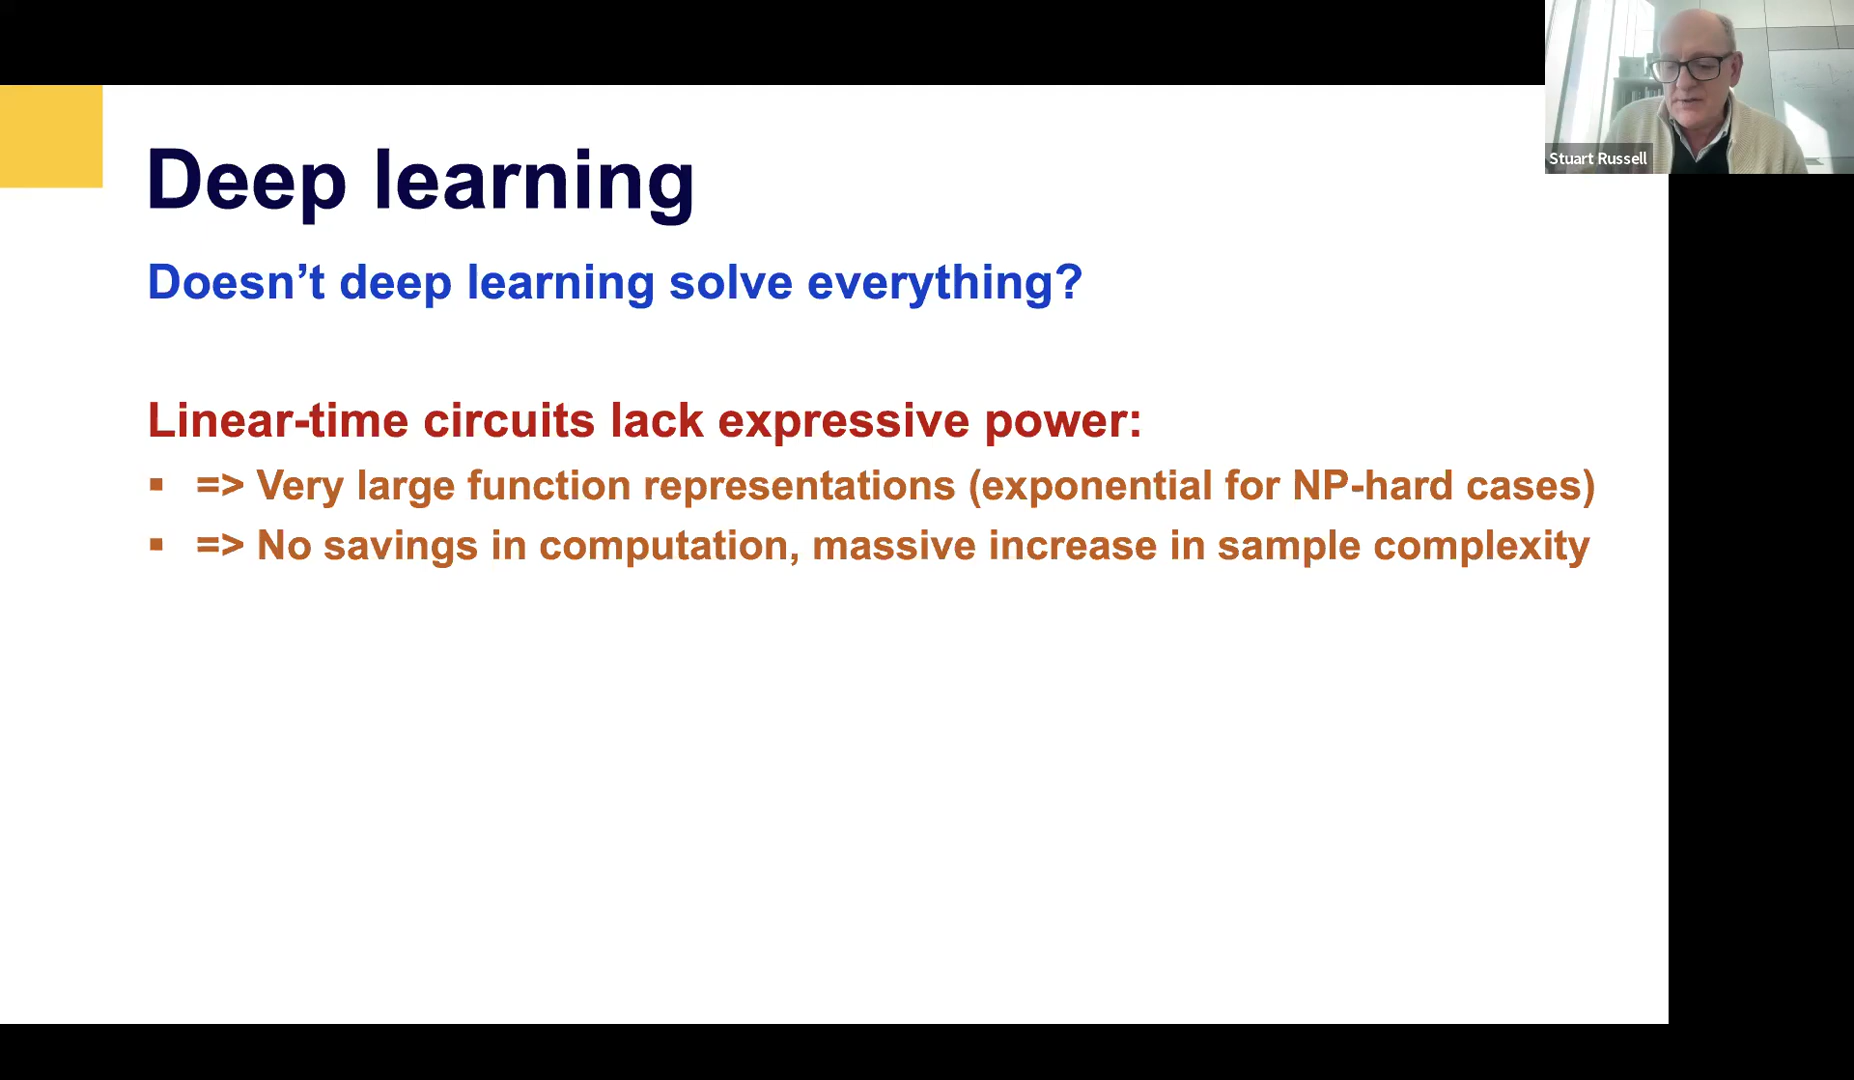 Stuart Russell
Deep learning
Doesn’t deep learning solve everything?
Linear-time circuits lack expressive power:
▪ => Very large function representations (exponential for NP-hard cases)
▪ => No savings in computation, massive increase in sample complexity